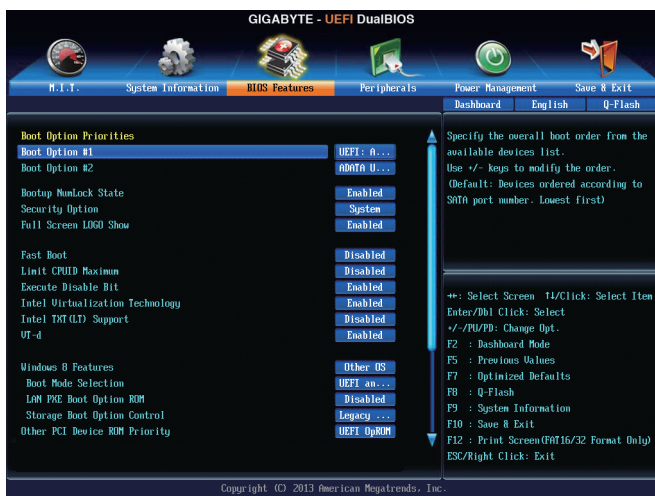 GIGABYTE - UEFI DualBIOS
M.I.T. System Information BIOS Features Peripherals Power Management Save & Exit
Dashboard English Q-Flash
Boot Option Priorities
Boot Option #1 UEFI: A...
Boot Option #2 ADATA U...
Bootup NumLock State Enabled
Security Option System
Full Screen LOGO Show Enabled
Fast Boot Disabled
Limit CPUID Maximum Disabled
Execute Disable Bit Enabled
Intel Virtualization Technology Enabled
Intel TXT(LT) Support Disabled
VT-d Enabled
Windows 8 Features Other OS
Boot Mode Selection UEFI an...
LAN PXE Boot Option ROM Disabled
Storage Boot Option Control Legacy ...
Other PCI Device ROM Priority UEFI OpROM
Specify the overall boot order from the
available devices list.
Use +/- keys to modify the order.
(Default: Devices ordered according to
SATA port number. Lowest first)
→←: Select Screen ↑↓/Click: Select Item
Enter/Dbl Click: Select
+/-/PU/PD: Change Opt.
F2 : Dashboard Mode
F5 : Previous Values
F7 : Optimized Defaults
F8 : Q-Flash
F9 : System Information
F10 : Save & Exit
F12 : Print Screen(FAT16/32 Format Only)
ESC/Right Click: Exit
Copyright (C) 2013 American Megatrends, Inc.